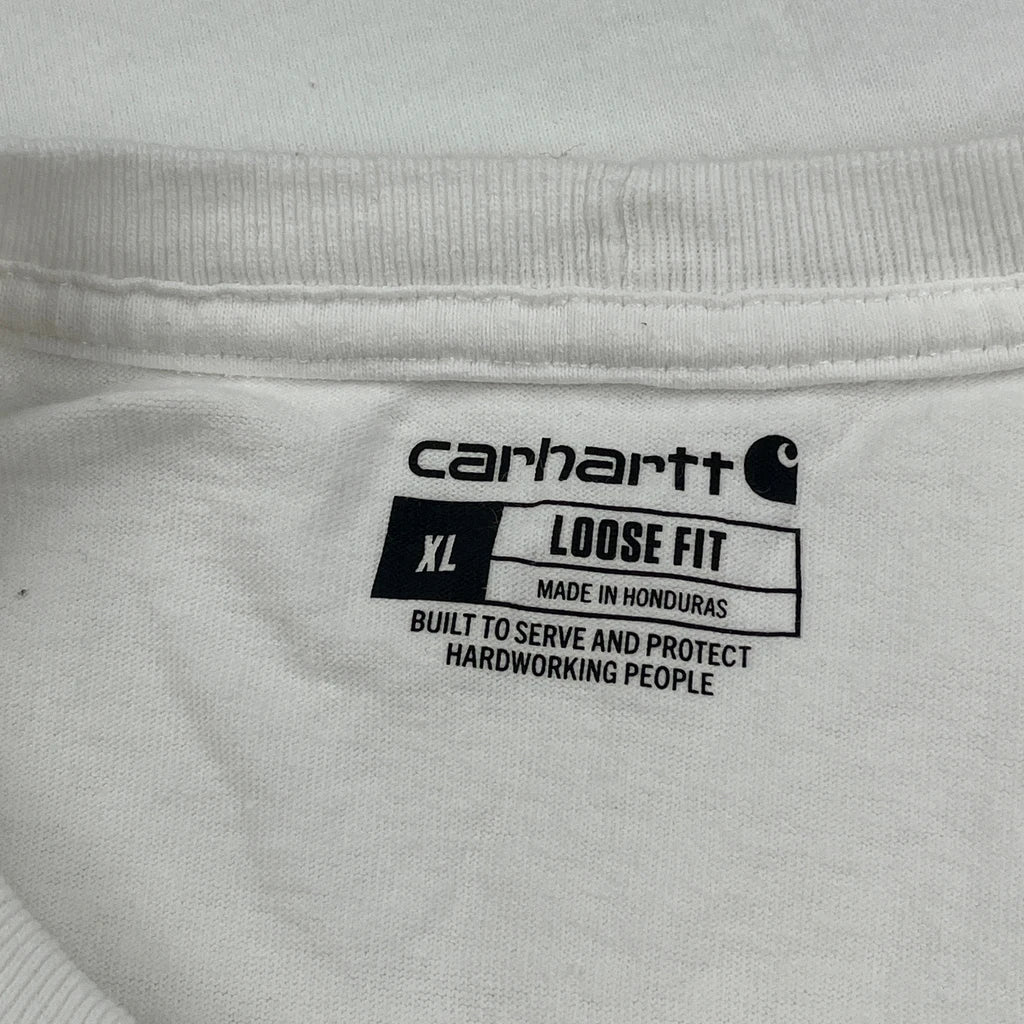 carhartt
XL
LOOSE FIT
MADE IN HONDURAS
BUILT TO SERVE AND PROTECT
HARDWORKING PEOPLE